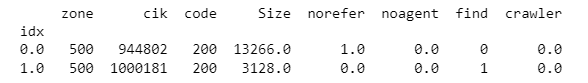 zone cik code Size norefer noagent find crawler
idx
0.0 500 944802 200 13266.0 1.0 0.0 0 0.0
1.0 500 1000181 200 3128.0 0.0 0.0 1 0.0